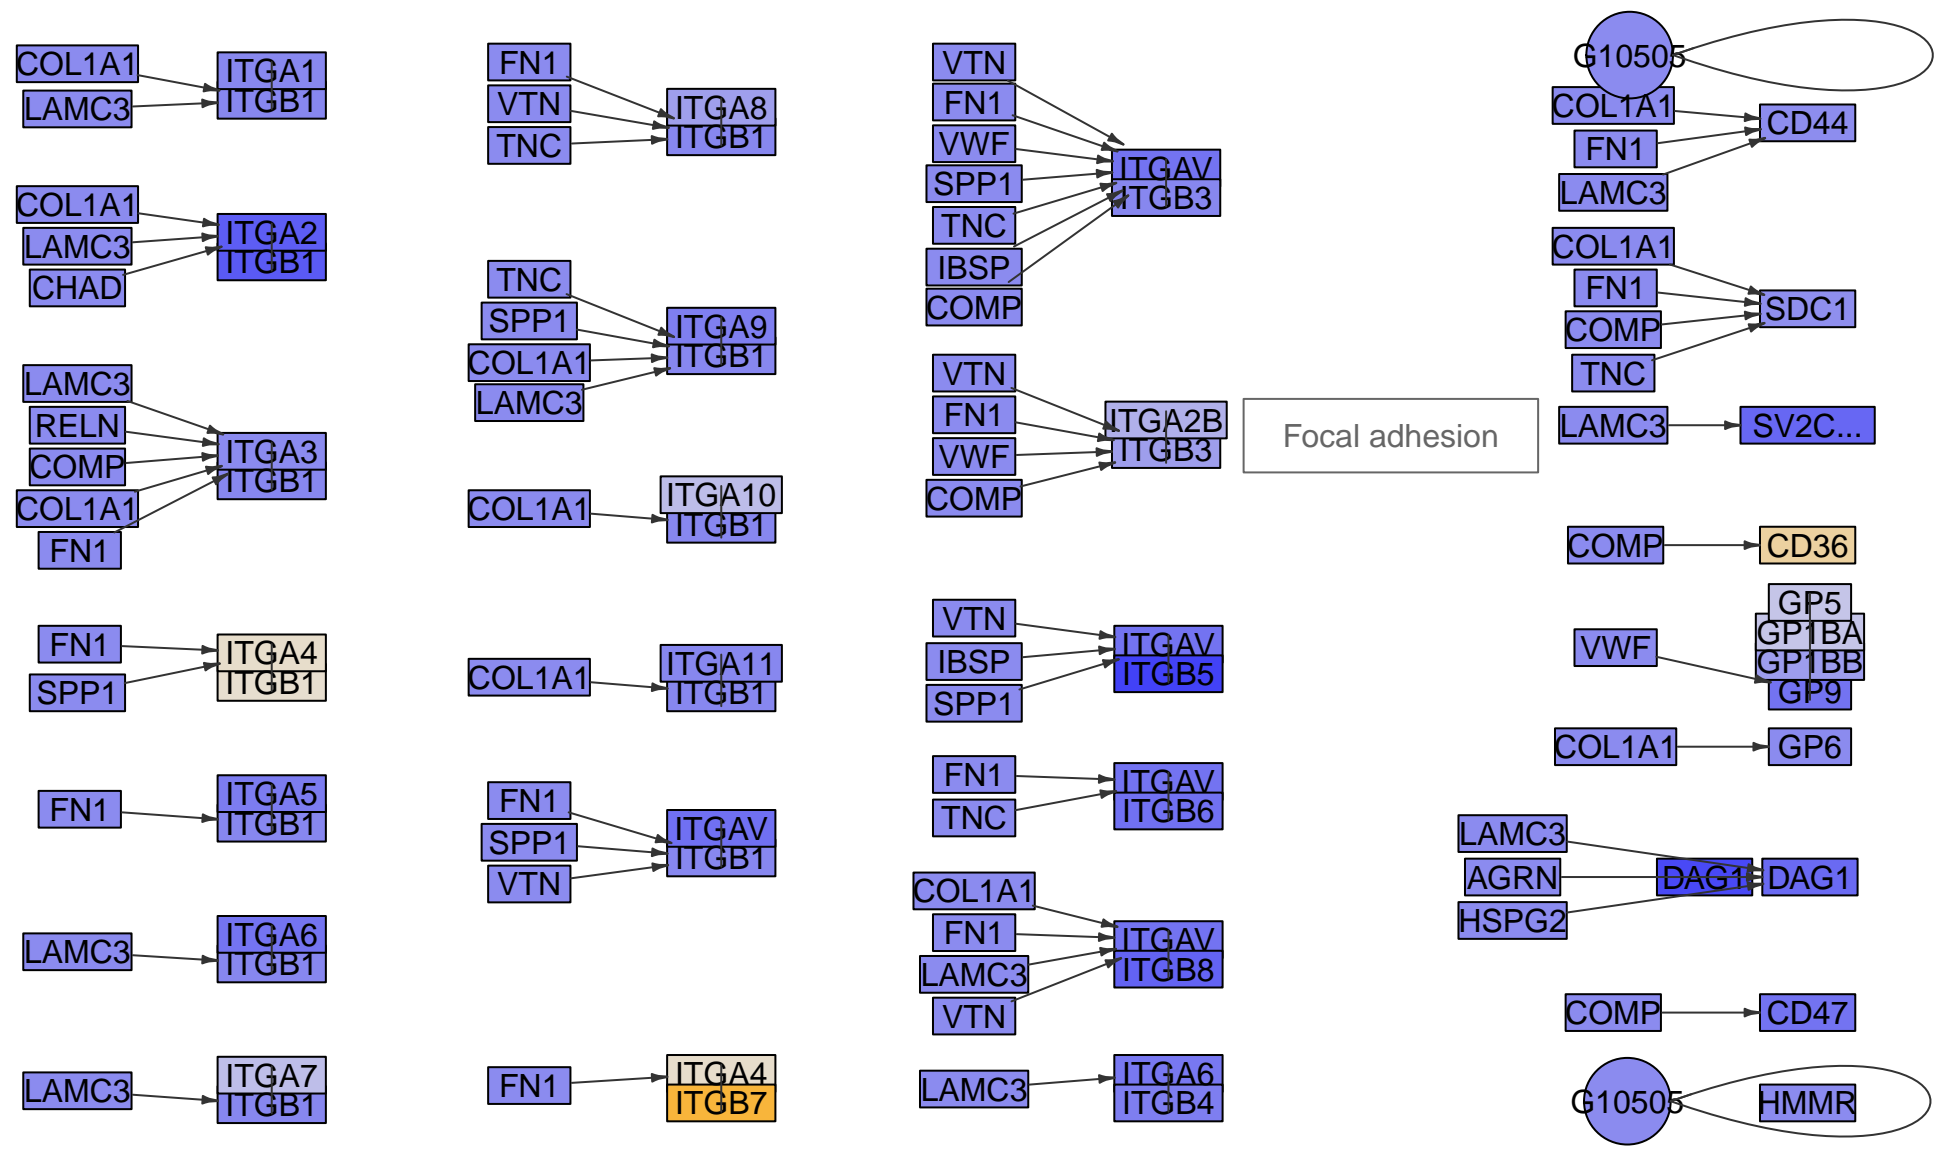 COL1A1
LAMC3
ITGA1
ITGB1
COL1A1
LAMC3
CHAD
ITGA2
ITGB1
LAMC3
RELN
COMP
COL1A1
FN1
ITGA3
ITGB1
FN1
SPP1
ITGA4
ITGB1
FN1
ITGA5
ITGB1
LAMC3
ITGA6
ITGB1
LAMC3
ITGA7
ITGB1
FN1
VTN
TNC
ITGA8
ITGB1
TNC
SPP1
COL1A1
LAMC3
ITGA9
ITGB1
COL1A1
ITGA10
ITGB1
COL1A1
ITGA11
ITGB1
FN1
SPP1
VTN
ITGAV
ITGB1
FN1
ITGA4
ITGB7
VTN
FN1
VWF
SPP1
TNC
IBSP
COMP
ITGAV
ITGB3
VTN
FN1
VWF
COMP
ITGA2B
ITGB3
Focal adhesion
VTN
IBSP
SPP1
ITGAV
ITGB5
FN1
TNC
ITGAV
ITGB6
COL1A1
FN1
LAMC3
VTN
ITGAV
ITGB8
LAMC3
ITGA6
ITGB4
G10505
COL1A1
FN1
LAMC3
CD44
COL1A1
FN1
COMP
TNC
SDC1
LAMC3
SV2C...
COMP
CD36
VWF
GP5
GP1BA
GP1BB
GP9
COL1A1
GP6
LAMC3
AGRN
HSPG2
DAG1
DAG1
COMP
CD47
G10505
HMMR